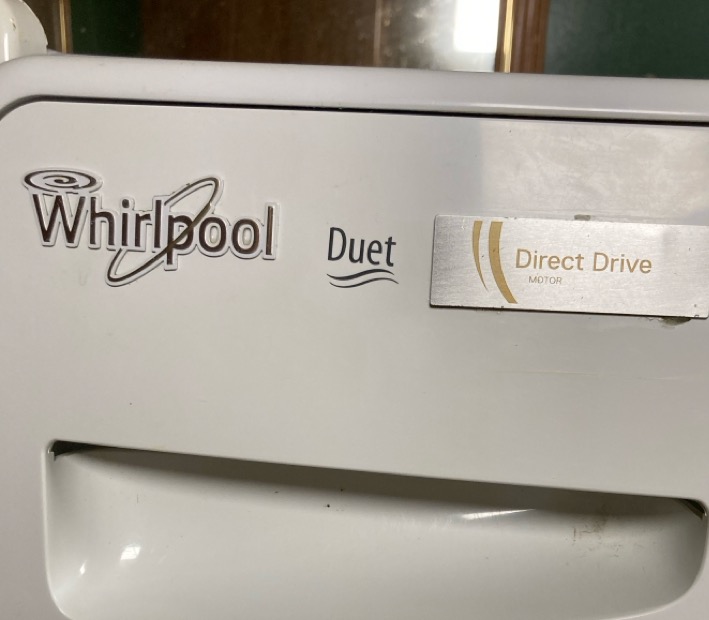 Whirlpool
Duet
Direct Drive
MOTOR